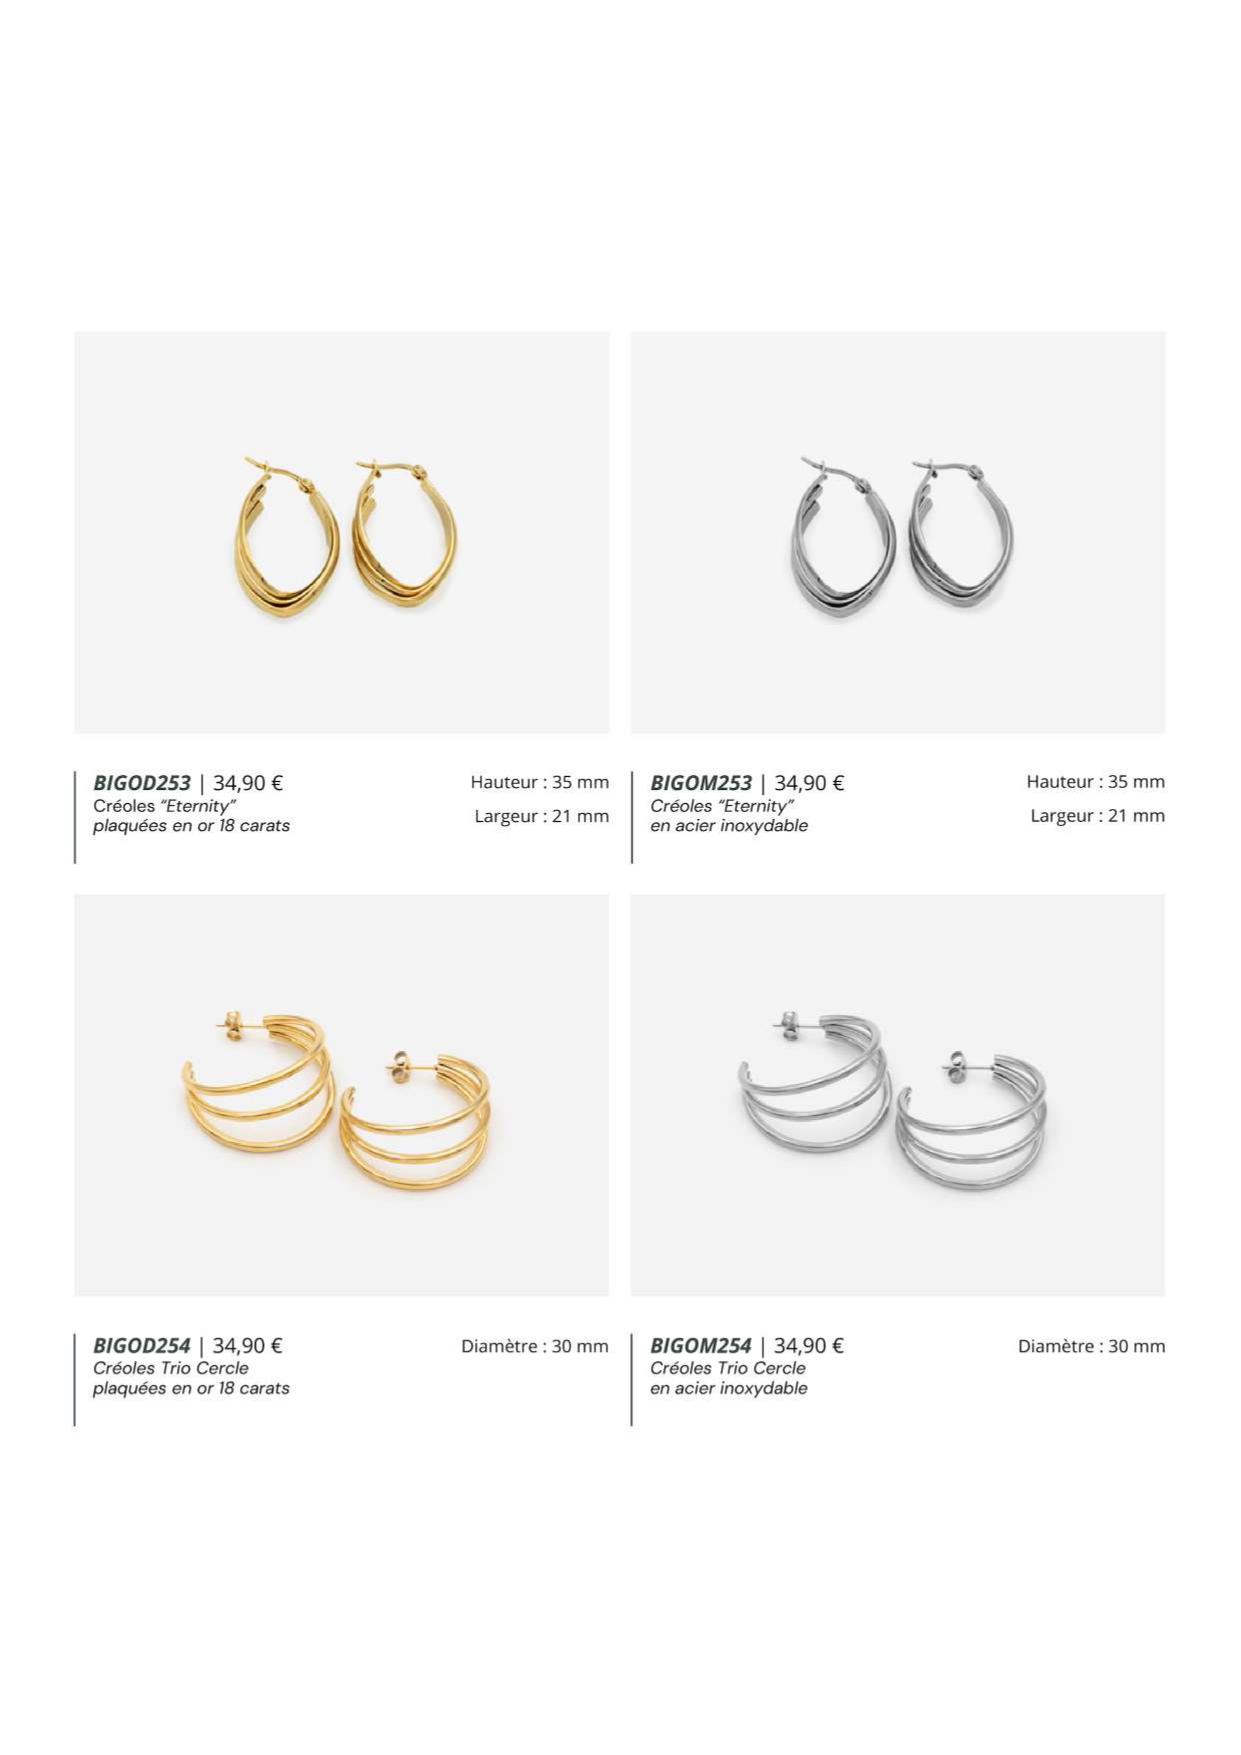 BIGOD253 | 34,90 €
Créoles “Eternity”
plaquées en or 18 carats
Hauteur : 35 mm
Largeur : 21 mm
BIGOM253 | 34,90 €
Créoles “Eternity”
en acier inoxydable
Hauteur : 35 mm
Largeur : 21 mm
BIGOD254 | 34,90 €
Créoles Trio Cercle
plaquées en or 18 carats
Diamètre : 30 mm
BIGOM254 | 34,90 €
Créoles Trio Cercle
en acier inoxydable
Diamètre : 30 mm